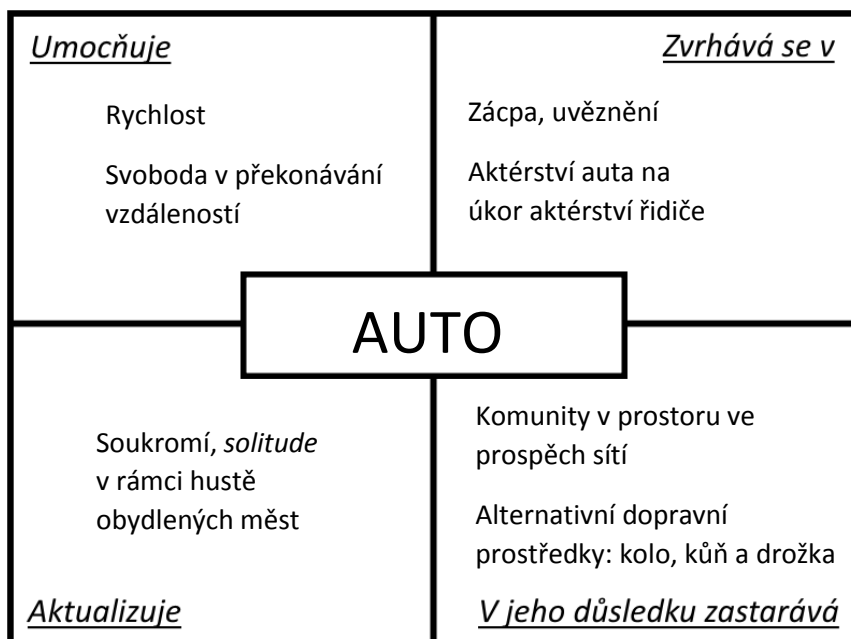 Umocňuje
Rychlost
Svoboda v překonávání
vzdáleností
Zvrhává se v
Zácpa, uvěznění
Aktérství auta na
úkor aktérství řidiče
AUTO
Soukromí, solitude
v rámci hustě
obydlených měst
Aktualizuje
Komunity v prostoru ve
prospěch sítí
Alternativní dopravní
prostředky: kolo, kůň a drožka
V jeho důsledku zastarává